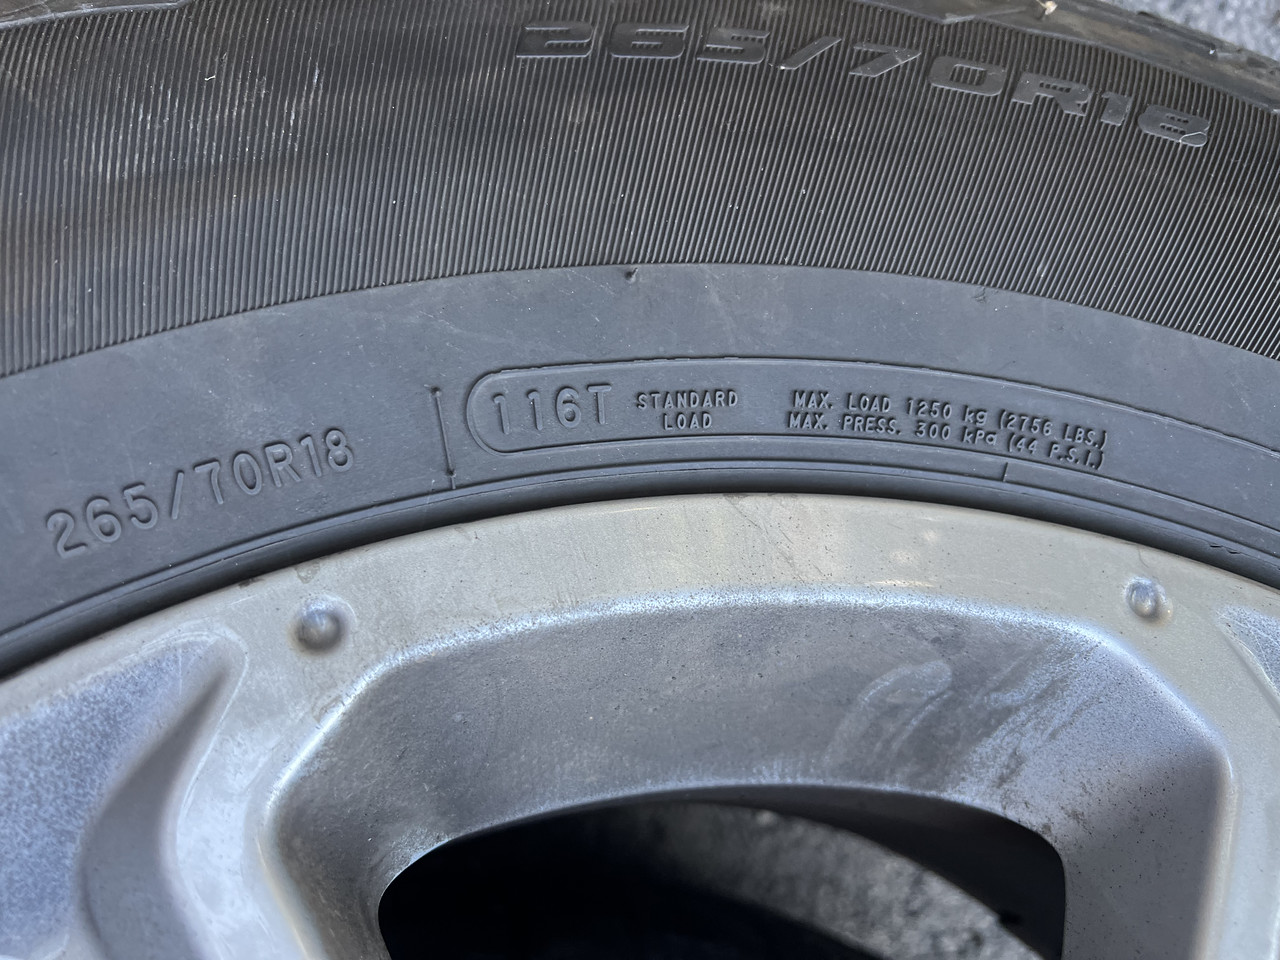 265/70R18
265/70R18
116T
STANDARD
LOAD
MAX. LOAD 1250 kg (2756 LBS.)
MAX. PRESS. 300 kPa (44 P.S.I.)